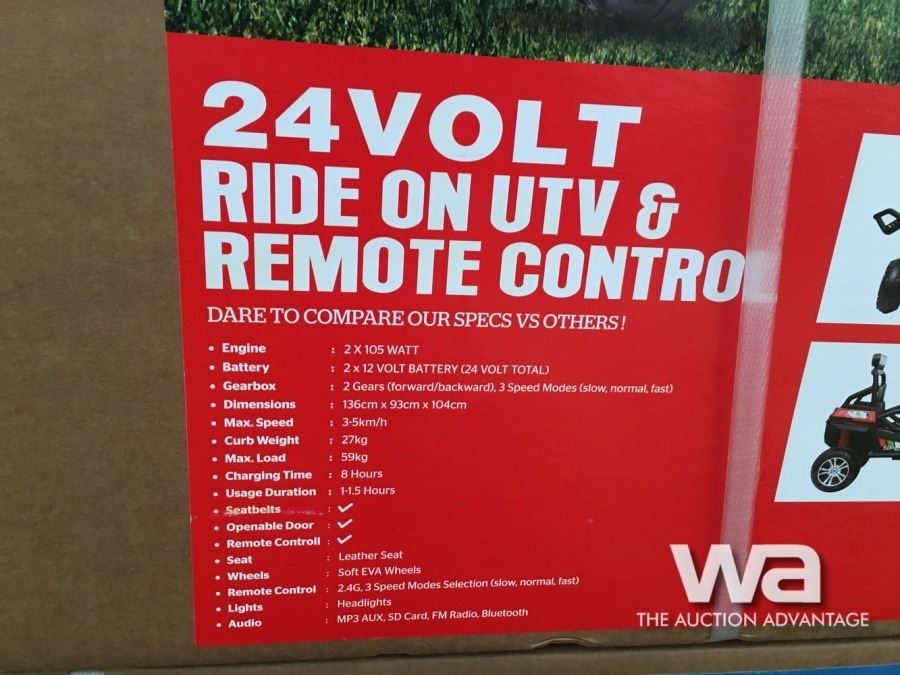 24VOLT
RIDE ON UTV &
REMOTE CONTRO
DARE TO COMPARE OUR SPECS VS OTHERS!
• Engine : 2 X 105 WATT
• Battery : 2 x 12 VOLT BATTERY (24 VOLT TOTAL)
• Gearbox : 2 Gears (forward/backward), 3 Speed Modes (slow, normal, fast)
• Dimensions : 136cm x 93cm x 104cm
• Max. Speed : 3-5km/h
• Curb Weight : 27kg
• Max. Load : 59kg
• Charging Time : 8 Hours
• Usage Duration : 1-1.5 Hours
• Seatbelts : ✓
• Openable Door : ✓
• Remote Controll : ✓
• Seat : Leather Seat
• Wheels : Soft EVA Wheels
• Remote Control : 2.4G, 3 Speed Modes Selection (slow, normal, fast)
• Lights : Headlights
• Audio : MP3 AUX, SD Card, FM Radio, Bluetooth
wa
THE AUCTION ADVANTAGE